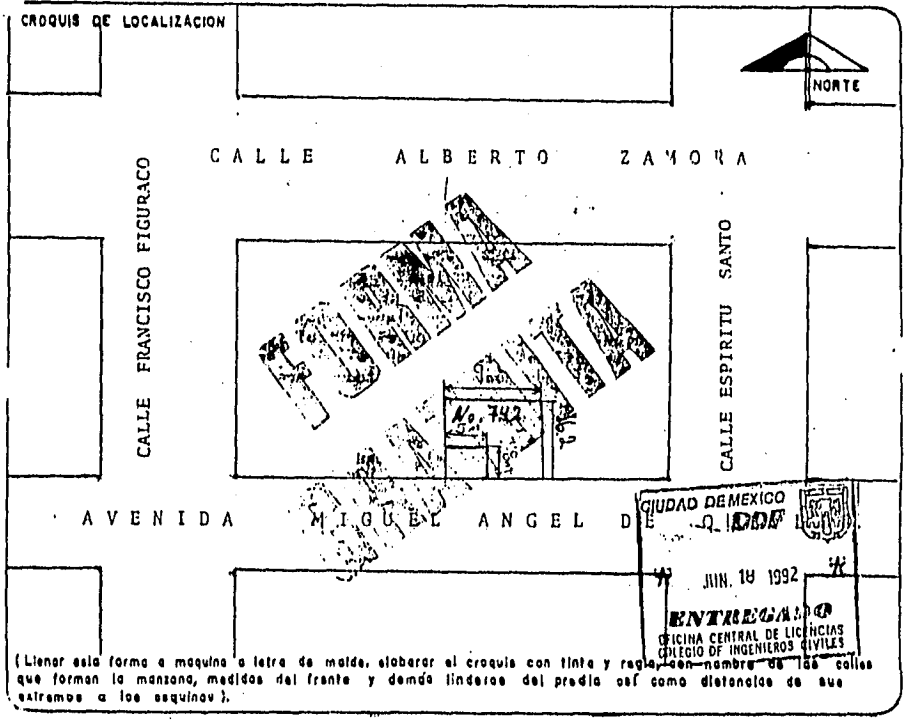 CROQUIS DE LOCALIZACION
NORTE
CALLE ALBERTO ZAMORA
CALLE FRANCISCO FIGURACO
CALLE ESPIRITU SANTO
FORMA
GRATUITA
No. 742
AVENIDA MIGUEL ANGEL DE
CIUDAD DE MEXICO
DDF
JUN. 18 1992
ENTREGADO
OFICINA CENTRAL DE LICENCIAS
COLEGIO DE INGENIEROS CIVILES
(Llenar esta forma a maquina o letra de molde, elaborar el croquis con tinta y regla, con nombre de las calles
que forman la manzana, medidas del frente y demás linderos del predio así como distancias de sus
extremos a las esquinas).